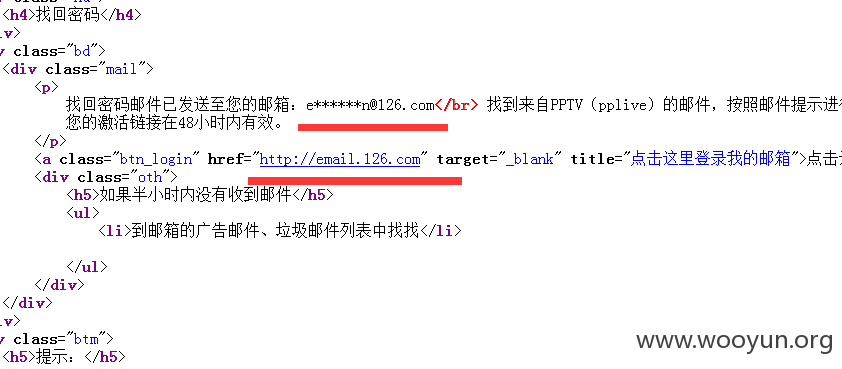 <h4>找回密码</h4>
iv>
v class="bd">
<div class="mail">
<p>
找回密码邮件已发送至您的邮箱：e******n@126.com</br> 找到来自PPTV（pplive）的邮件，按照邮件提示进行
您的激活链接在48小时内有效。
</p>
<a class="btn_login" href="http://email.126.com" target="_blank" title="点击这里登录我的邮箱">点击
<div class="oth">
<h5>如果半小时内没有收到邮件</h5>
<ul>
<li>到邮箱的广告邮件、垃圾邮件列表中找找</li>
</ul>
</div>
</div>
iv>
v class="btm">
<h5>提示：</h5>
www.wooyun.org